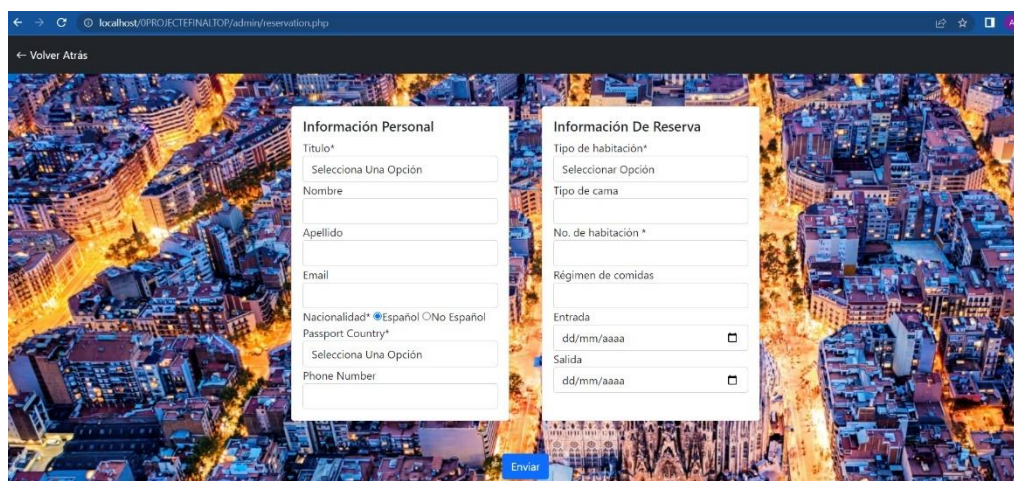 localhost/0PROJECTEFINALTOP/admin/reservation.php
← Volver Atrás
Información Personal
Titulo*
Selecciona Una Opción
Nombre
Apellido
Email
Nacionalidad* Español No Español
Passport Country*
Selecciona Una Opción
Phone Number
Información De Reserva
Tipo de habitación*
Seleccionar Opción
Tipo de cama
No. de habitación *
Régimen de comidas
Entrada
dd/mm/aaaa
Salida
dd/mm/aaaa
Enviar